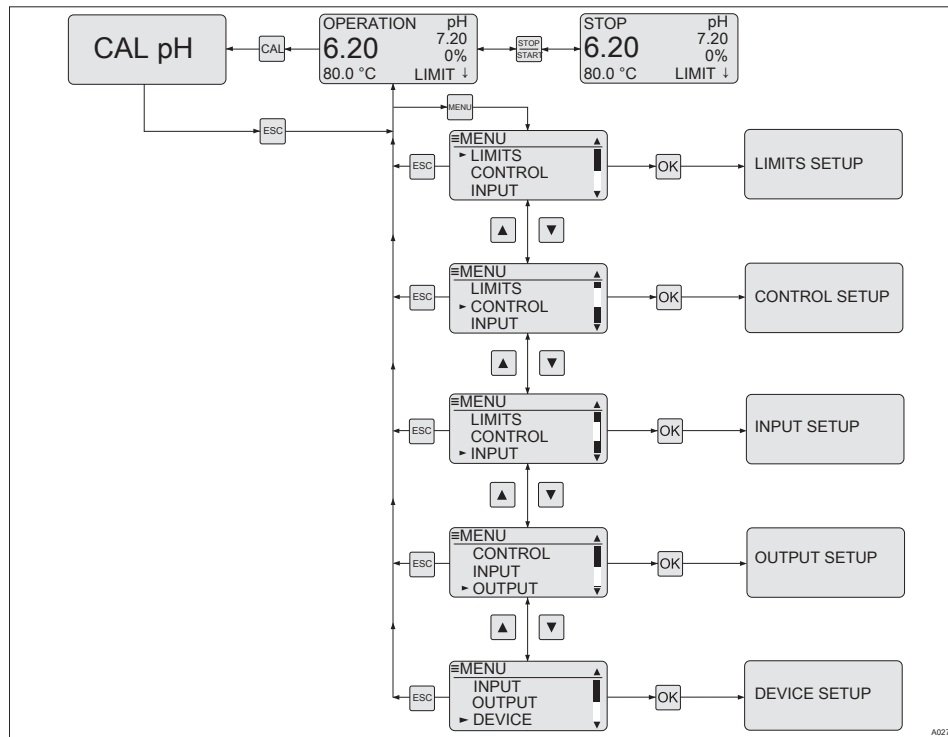 CAL pH
CAL
OPERATION pH
6.20 7.20
0%
80.0 °C LIMIT ↓
STOP
START
STOP pH
6.20 7.20
0%
80.0 °C LIMIT ↓
ESC
MENU
≡MENU ▲
► LIMITS
CONTROL
INPUT ▼
ESC
OK
LIMITS SETUP
▲ ▼
≡MENU ▲
LIMITS
► CONTROL
INPUT ▼
ESC
OK
CONTROL SETUP
▲ ▼
≡MENU ▲
LIMITS
CONTROL
► INPUT ▼
ESC
OK
INPUT SETUP
▲ ▼
≡MENU ▲
CONTROL
INPUT
► OUTPUT ▼
ESC
OK
OUTPUT SETUP
▲ ▼
≡MENU ▲
INPUT
OUTPUT
► DEVICE ▼
ESC
OK
DEVICE SETUP